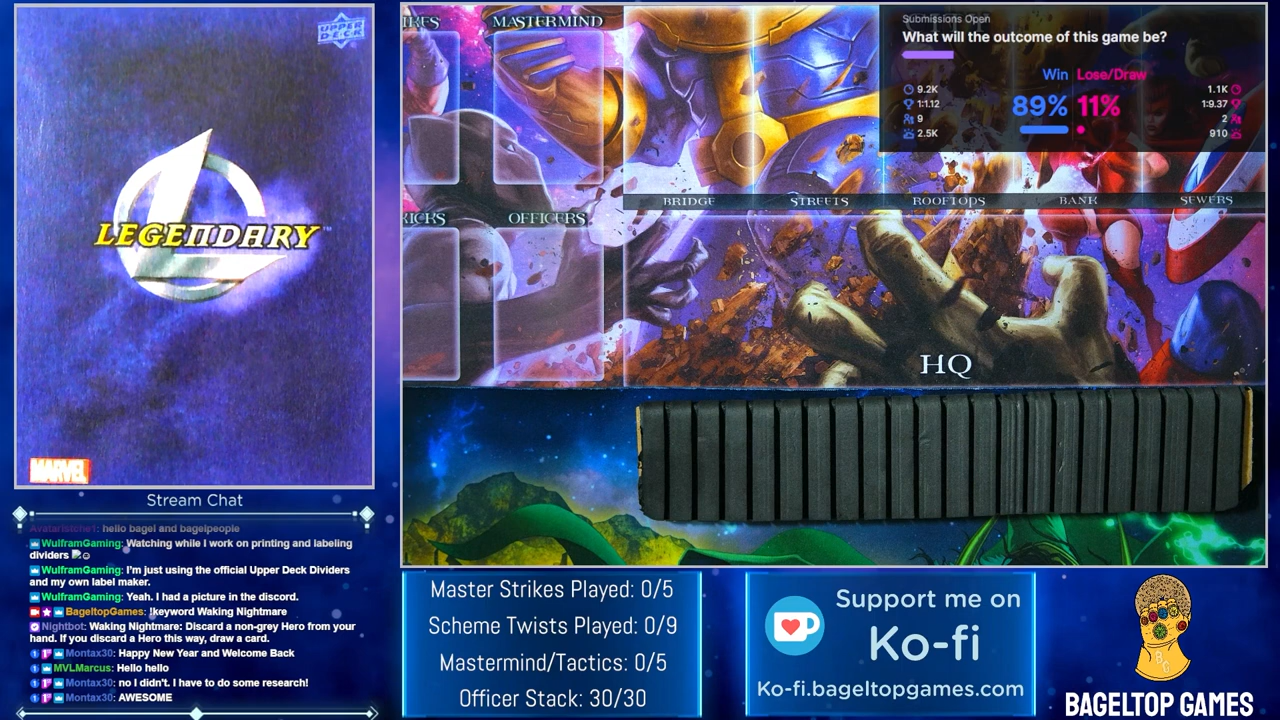 UPPER
DECK
LEGENDARY
MARVEL
Stream Chat
Avatarfstche1: hello bagel and bagelpeople
WulframGaming: Watching while I work on printing and labeling
dividers
WulframGaming: I'm just using the official Upper Deck Dividers
and my own label maker.
WulframGaming: Yeah. I had a picture in the discord.
BageltopGames: !keyword Waking Nightmare
Nightbot: Waking Nightmare: Discard a non-grey Hero from your
hand. If you discard a Hero this way, draw a card.
Montax30: Happy New Year and Welcome Back
MVLMarcus: Hello hello
Montax30: no I didn't. I have to do some research!
Montax30: AWESOME
IKES
MASTERMIND
BRIDGE
STREETS
ROOFTOPS
BANK
SEWERS
RICKS
OFFICERS
HQ
Submissions Open
What will the outcome of this game be?
Win Lose/Draw
9.2K
1:1.12
9
2.5K
89% 11%
1.1K
1:9.37
2
910
Master Strikes Played: 0/5
Scheme Twists Played: 0/9
Mastermind/Tactics: 0/5
Officer Stack: 30/30
Support me on
Ko-fi
Ko-fi.bageltopgames.com
BG
BAGELTOP GAMES